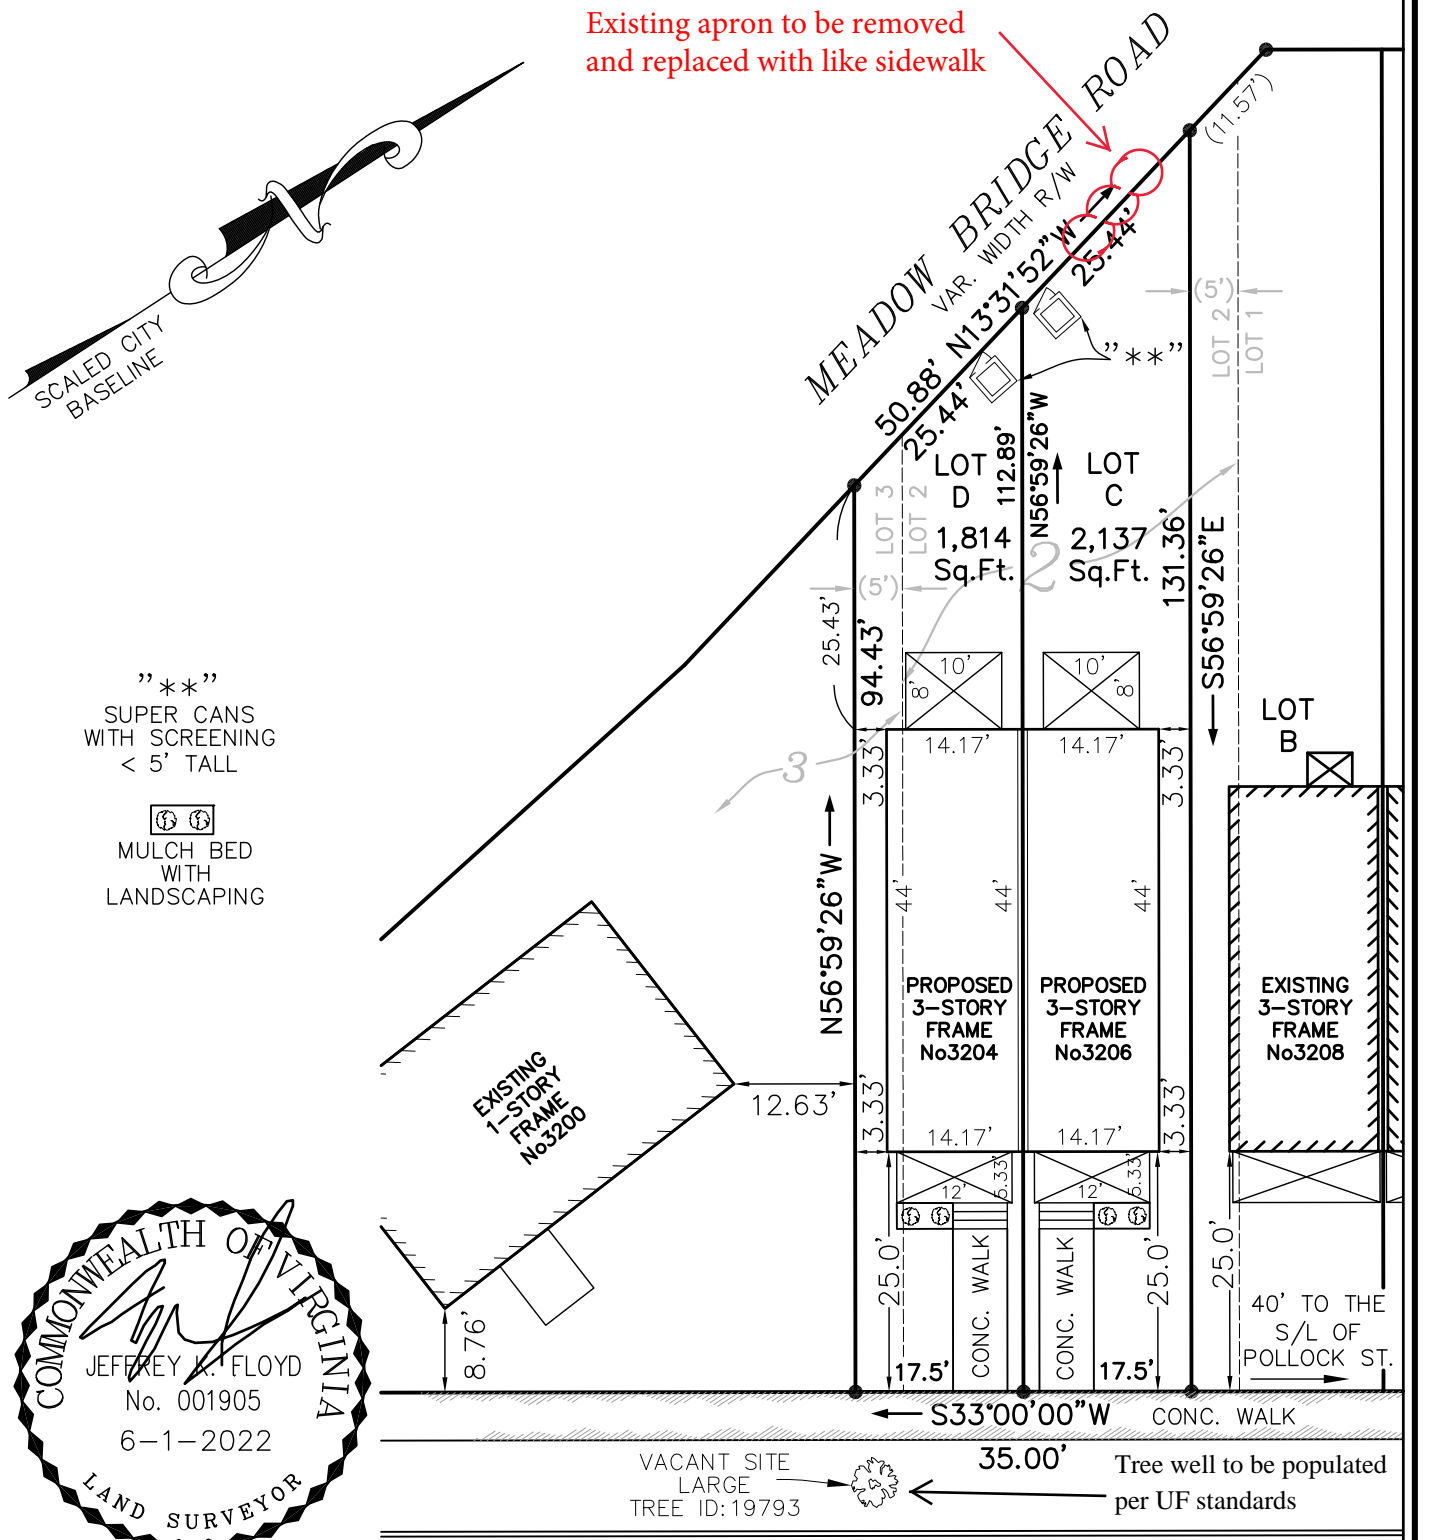 Existing apron to be removed
and replaced with like sidewalk
MEADOW BRIDGE ROAD
VAR. WIDTH R/W
(11.57')
N13°31'52"W
50.88'
25.44'
25.44'
SCALED CITY
BASELINE
N
(5')
LOT 2
LOT 1
"**"
LOT
D
1,814
Sq.Ft.
112.89'
N56°59'26"W
LOT
C
2,137
Sq.Ft.
2
131.36'
S56°59'26"E
LOT 3
LOT 2
(5')
25.43'
94.43'
3
"**"
SUPER CANS
WITH SCREENING
< 5' TALL
MULCH BED
WITH
LANDSCAPING
10'
8'
10'
8'
LOT
B
14.17'
14.17'
3.33'
3.33'
N56°59'26"W
44'
44'
44'
PROPOSED
3-STORY
FRAME
No3204
PROPOSED
3-STORY
FRAME
No3206
EXISTING
3-STORY
FRAME
No3208
EXISTING
1-STORY
FRAME
No3200
12.63'
3.33'
3.33'
14.17'
14.17'
12'
5.33'
12'
5.33'
25.0'
CONC. WALK
CONC. WALK
25.0'
25.0'
8.76'
17.5'
17.5'
40' TO THE
S/L OF
POLLOCK ST.
S33°00'00"W
CONC. WALK
35.00'
VACANT SITE
LARGE
TREE ID:19793
Tree well to be populated
per UF standards
COMMONWEALTH OF VIRGINIA
JEFFREY K. FLOYD
No. 001905
6-1-2022
LAND SURVEYOR